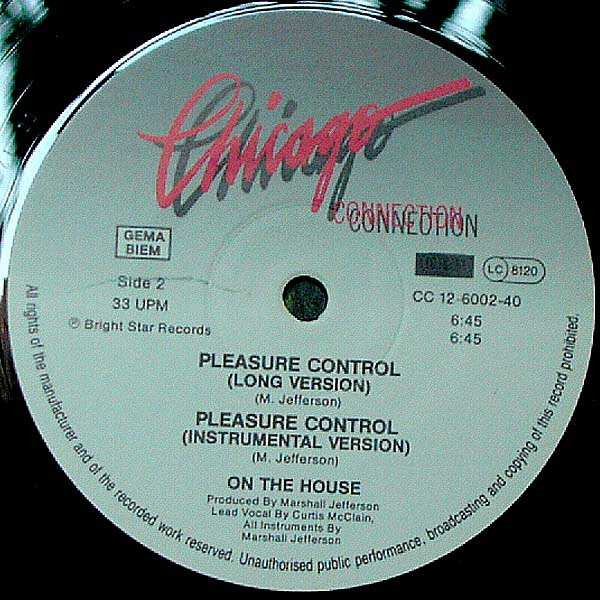 Chicago
CONNECTION
GEMA
BIEM
LC 8120
Side 2
33 UPM
CC 12-6002-40
℗ Bright Star Records
6:45
6:45
PLEASURE CONTROL
(LONG VERSION)
(M. Jefferson)
PLEASURE CONTROL
(INSTRUMENTAL VERSION)
(M. Jefferson)
ON THE HOUSE
Produced By Marshall Jefferson
Lead Vocal By Curtis McClain,
All Instruments By
Marshall Jefferson
All rights of the manufacturer and of the recorded work reserved. Unauthorised public performance, broadcasting and copying of this record prohibited.